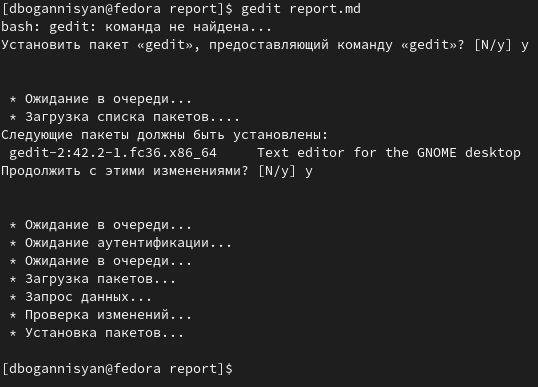 [dbogannisyan@fedora report]$ gedit report.md
bash: gedit: команда не найдена...
Установить пакет «gedit», предоставляющий команду «gedit»? [N/y] y
* Ожидание в очереди...
* Загрузка списка пакетов....
Следующие пакеты должны быть установлены:
gedit-2:42.2-1.fc36.x86_64 Text editor for the GNOME desktop
Продолжить с этими изменениями? [N/y] y
* Ожидание в очереди...
* Ожидание аутентификации...
* Ожидание в очереди...
* Загрузка пакетов...
* Запрос данных...
* Проверка изменений...
* Установка пакетов...
[dbogannisyan@fedora report]$